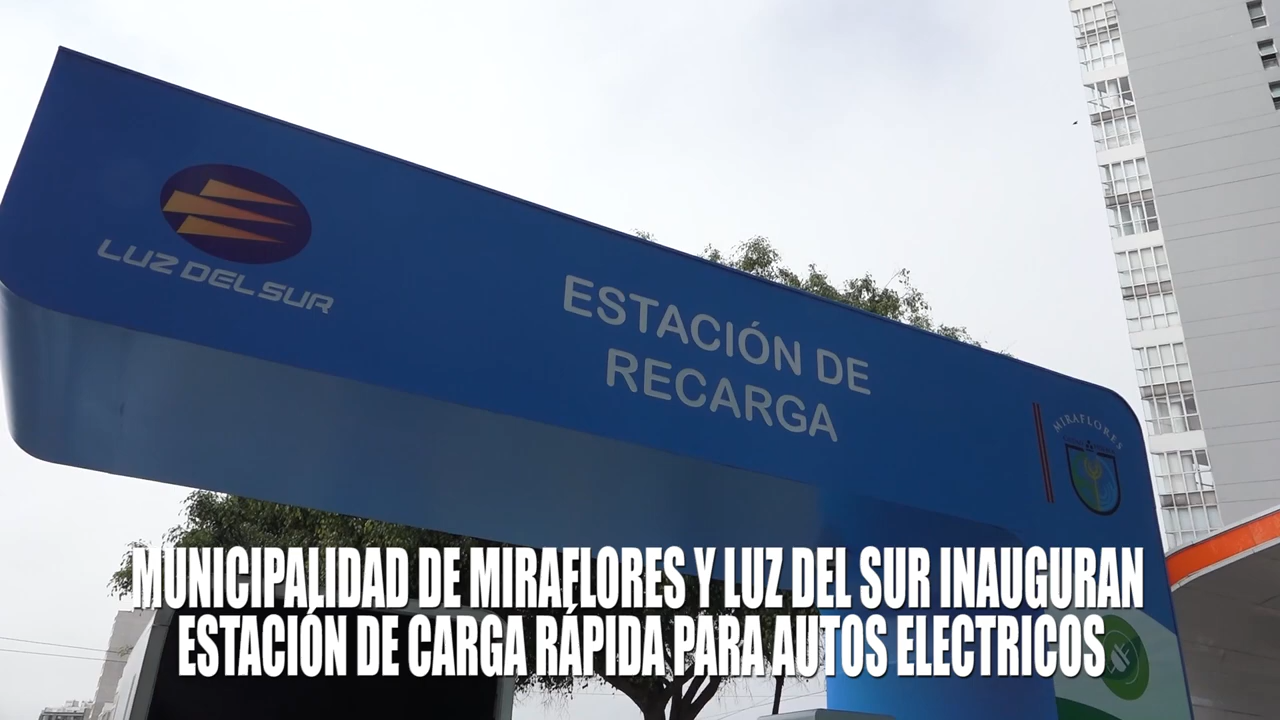 LUZ DEL SUR
ESTACIÓN DE
RECARGA
MIRAFLORES
MUNICIPALIDAD DE MIRAFLORES Y LUZ DEL SUR INAUGURAN
ESTACIÓN DE CARGA RÁPIDA PARA AUTOS ELECTRICOS